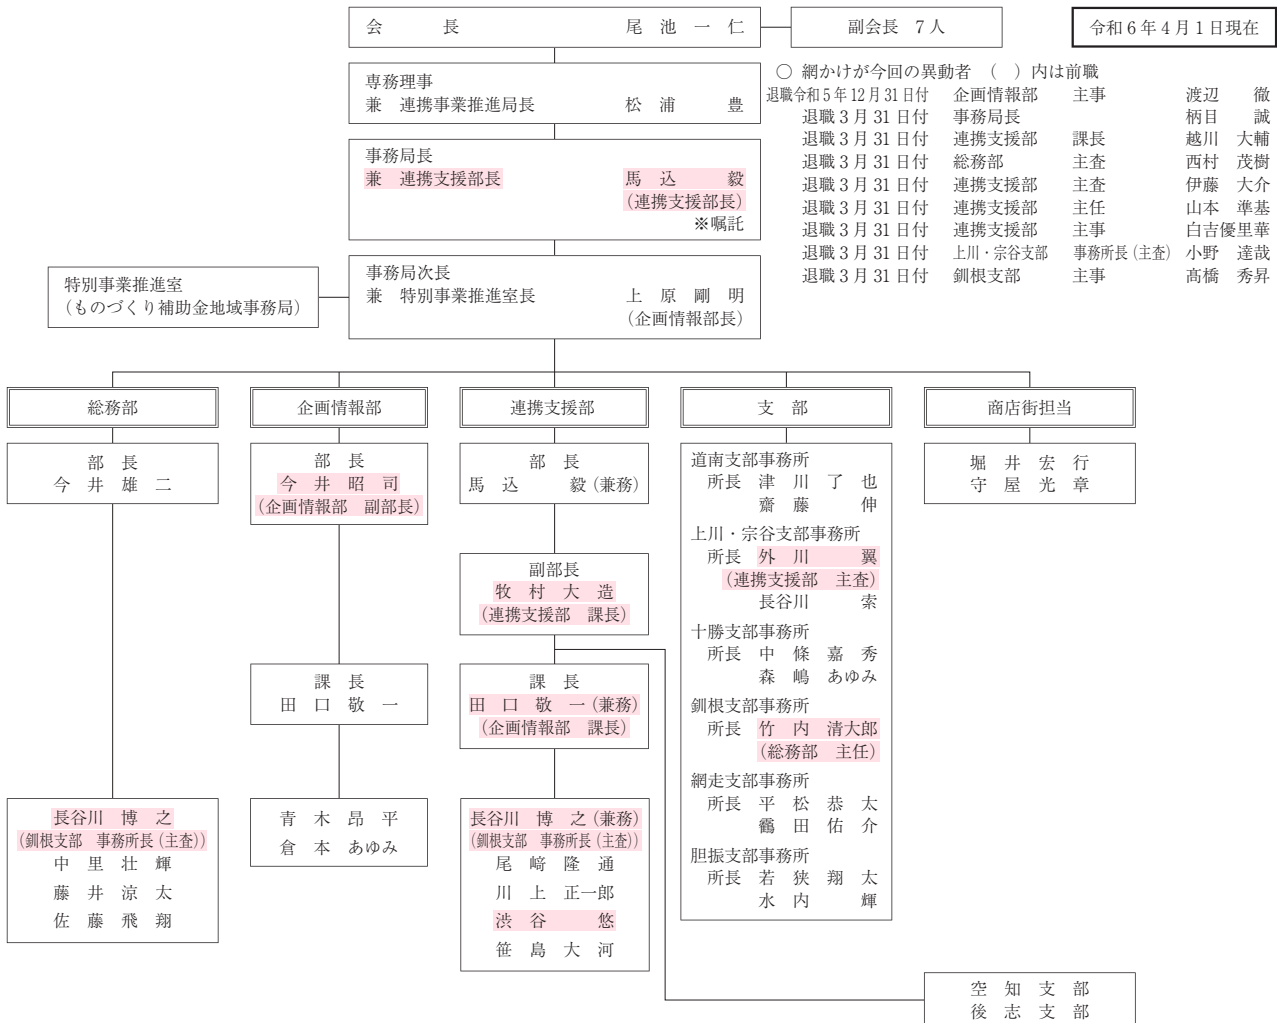 会長 尾池一仁
副会長 7人
令和6年4月1日現在
専務理事
兼 連携事業推進局長 松浦 豊
○ 網かけが今回の異動者 （ ）内は前職
退職令和5年12月31日付 企画情報部 主事 渡辺 徹
退職3月31日付 事務局長 柄目 誠
退職3月31日付 連携支援部 課長 越川 大輔
退職3月31日付 総務部 主査 西村 茂樹
退職3月31日付 連携支援部 主査 伊藤 大介
退職3月31日付 連携支援部 主任 山本 準基
退職3月31日付 連携支援部 主事 白吉優里華
退職3月31日付 上川・宗谷支部 事務所長（主査） 小野 達哉
退職3月31日付 釧根支部 主事 髙橋 秀昇
事務局長
兼 連携支援部長 馬込 毅
（連携支援部長）
※嘱託
事務局次長
兼 特別事業推進室長 上原剛明
（企画情報部長）
特別事業推進室
（ものづくり補助金地域事務局）
総務部
部長
今井雄二
長谷川 博之
（釧根支部 事務所長（主査））
中里壮輝
藤井涼太
佐藤飛翔
企画情報部
部長
今井昭司
（企画情報部 副部長）
課長
田口敬一
青木昂平
倉本あゆみ
連携支援部
部長
馬込 毅（兼務）
副部長
牧村大造
（連携支援部 課長）
課長
田口敬一（兼務）
（企画情報部 課長）
長谷川 博之（兼務）
（釧根支部 事務所長（主査））
尾﨑隆通
川上正一郎
渋谷 悠
笹島大河
支部
道南支部事務所
所長 津川了也
齋藤 伸
上川・宗谷支部事務所
所長 外川 翼
（連携支援部 主査）
長谷川 索
十勝支部事務所
所長 中條嘉秀
森嶋あゆみ
釧根支部事務所
所長 竹内清大郎
（総務部 主任）
網走支部事務所
所長 平松恭太
鶴田佑介
胆振支部事務所
所長 若狭翔太
水内 輝
商店街担当
堀井宏行
守屋光章
空知支部
後志支部